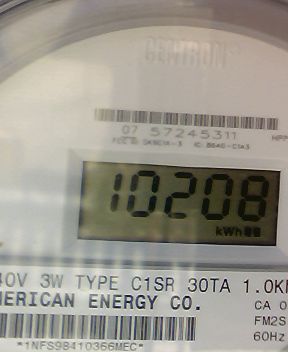 CENTRON®
07 57245311
10208
kWh
40V 3W TYPE C1SR 30TA 1.0K
MERICAN ENERGY CO.
CA 0
FM2S
60Hz
*1NFS98410366MEC*